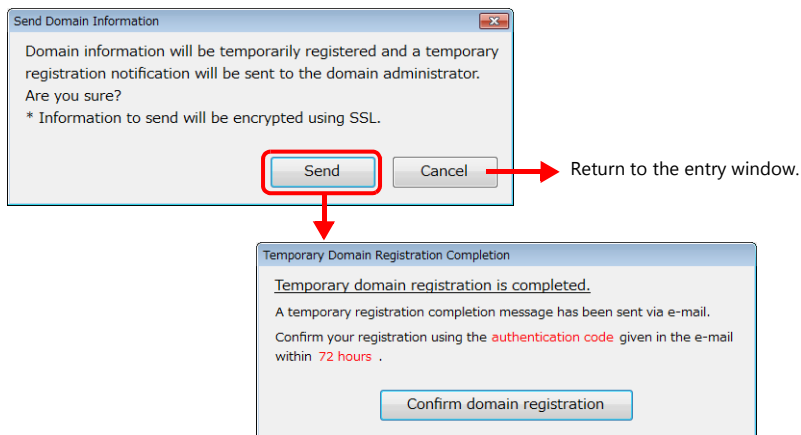 Send Domain Information
Domain information will be temporarily registered and a temporary
registration notification will be sent to the domain administrator.
Are you sure?
* Information to send will be encrypted using SSL.
Send
Cancel
Return to the entry window.
Temporary Domain Registration Completion
Temporary domain registration is completed.
A temporary registration completion message has been sent via e-mail.
Confirm your registration using the authentication code given in the e-mail
within 72 hours .
Confirm domain registration